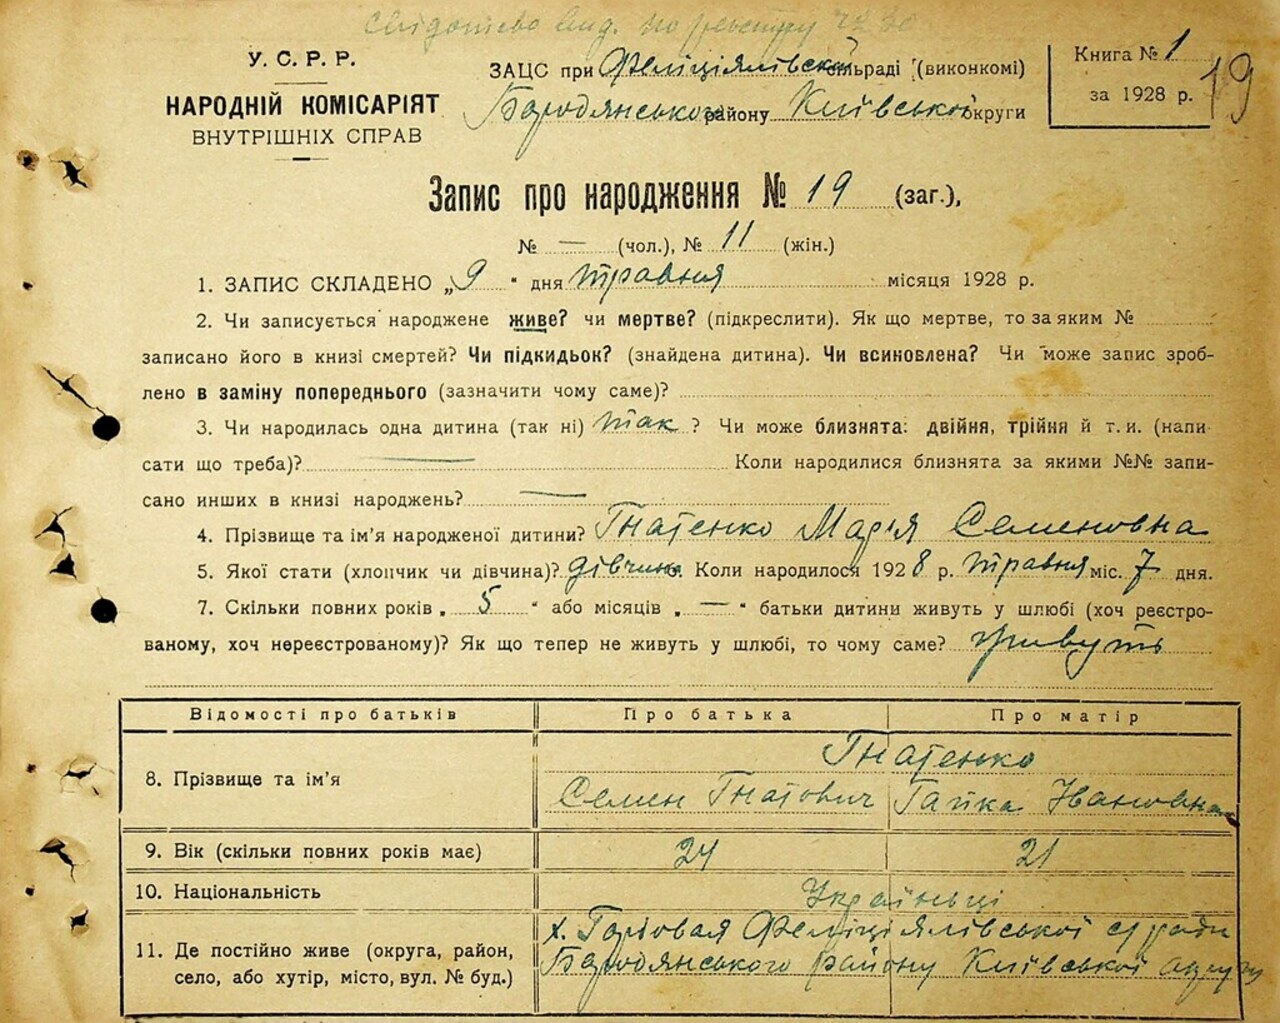 Свідоцтво вид. по реєстру
У. С. Р. Р.
НАРОДНІЙ КОМІСАРІЯТ
ВНУТРІШНІХ СПРАВ
ЗАЦС при Феліціялівській сільраді (виконкомі)
Бородянського району Київської округи
Книга № 1
за 1928 р.
19
Запис про народження № 19 (заг.),
№ — (чол.), № 11 (жін.)
1. ЗАПИС СКЛАДЕНО „9 “ дня травня місяця 1928 р.
2. Чи записується народжене живе? чи мертве? (підкреслити). Як що мертве, то за яким №
записано його в книзі смертей? Чи підкидьок? (знайдена дитина). Чи всиновлена? Чи може запис зроб-
лено в заміну попереднього (зазначити чому саме)?
3. Чи народилась одна дитина (так ні) так ? Чи може близнята: двійня, трійня й т. и. (напи-
сати що треба)? — Коли народилися близнята за якими №№ запи-
сано инших в книзі народжень? —
4. Прізвище та ім’я народженої дитини? Гнатенко Марія Семеновна
5. Якої стати (хлопчик чи дівчина)? дівчина. Коли народилося 1928 р. травня міс. 7 дня.
7. Скільки повних років „ 5 “ або місяців „ — “ батьки дитини живуть у шлюбі (хоч реєстро-
ваному, хоч нереєстрованому)? Як що тепер не живуть у шлюбі, то чому саме? живуть
Відомості про батьків Про батька Про матір
Гнатенко
8. Прізвище та ім’я Семен Гнатович Гапка Івановна
9. Вік (скільки повних років має) 24 21
10. Національність Україньці
11. Де постійно живе (округа, район, село, або хутір, місто, вул. № буд.)
х. Феліціялівської с/ради
Бородянського району Київської округи